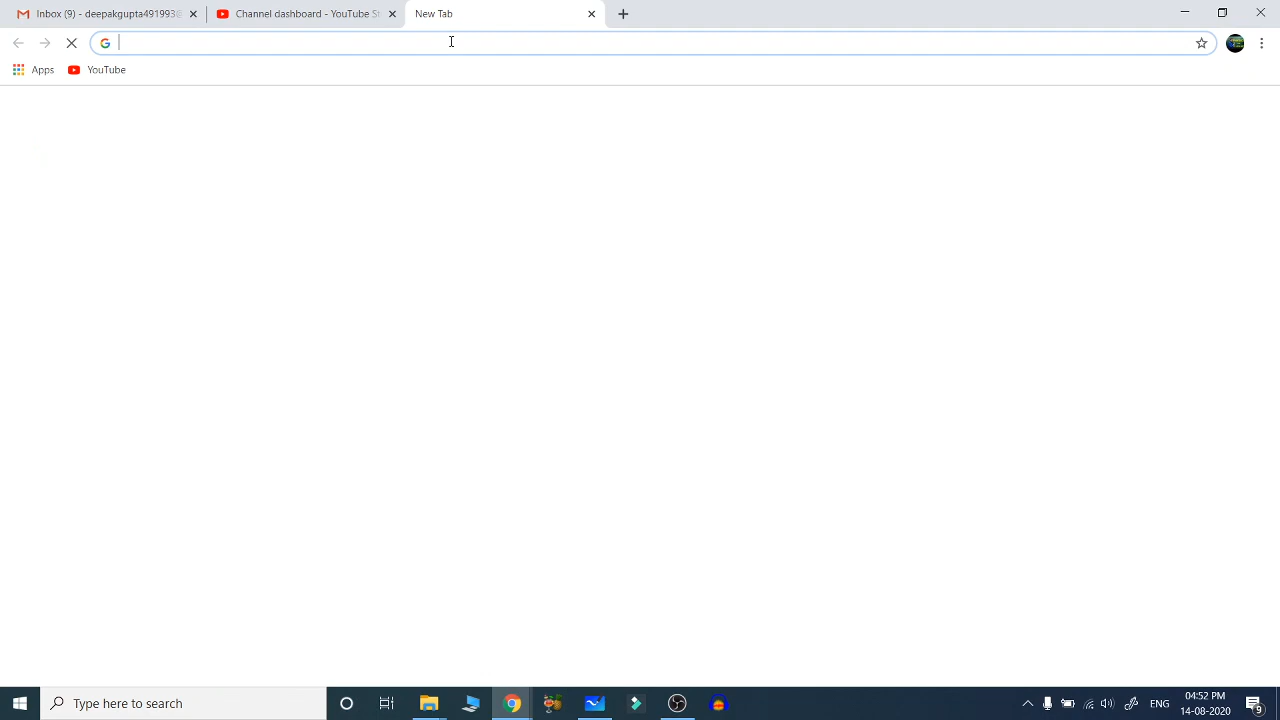 Inbox (9) - deepakgupta491993@
Channel dashboard - YouTube St
New Tab
Apps
YouTube
Type here to search
ENG
04:52 PM
14-08-2020
9